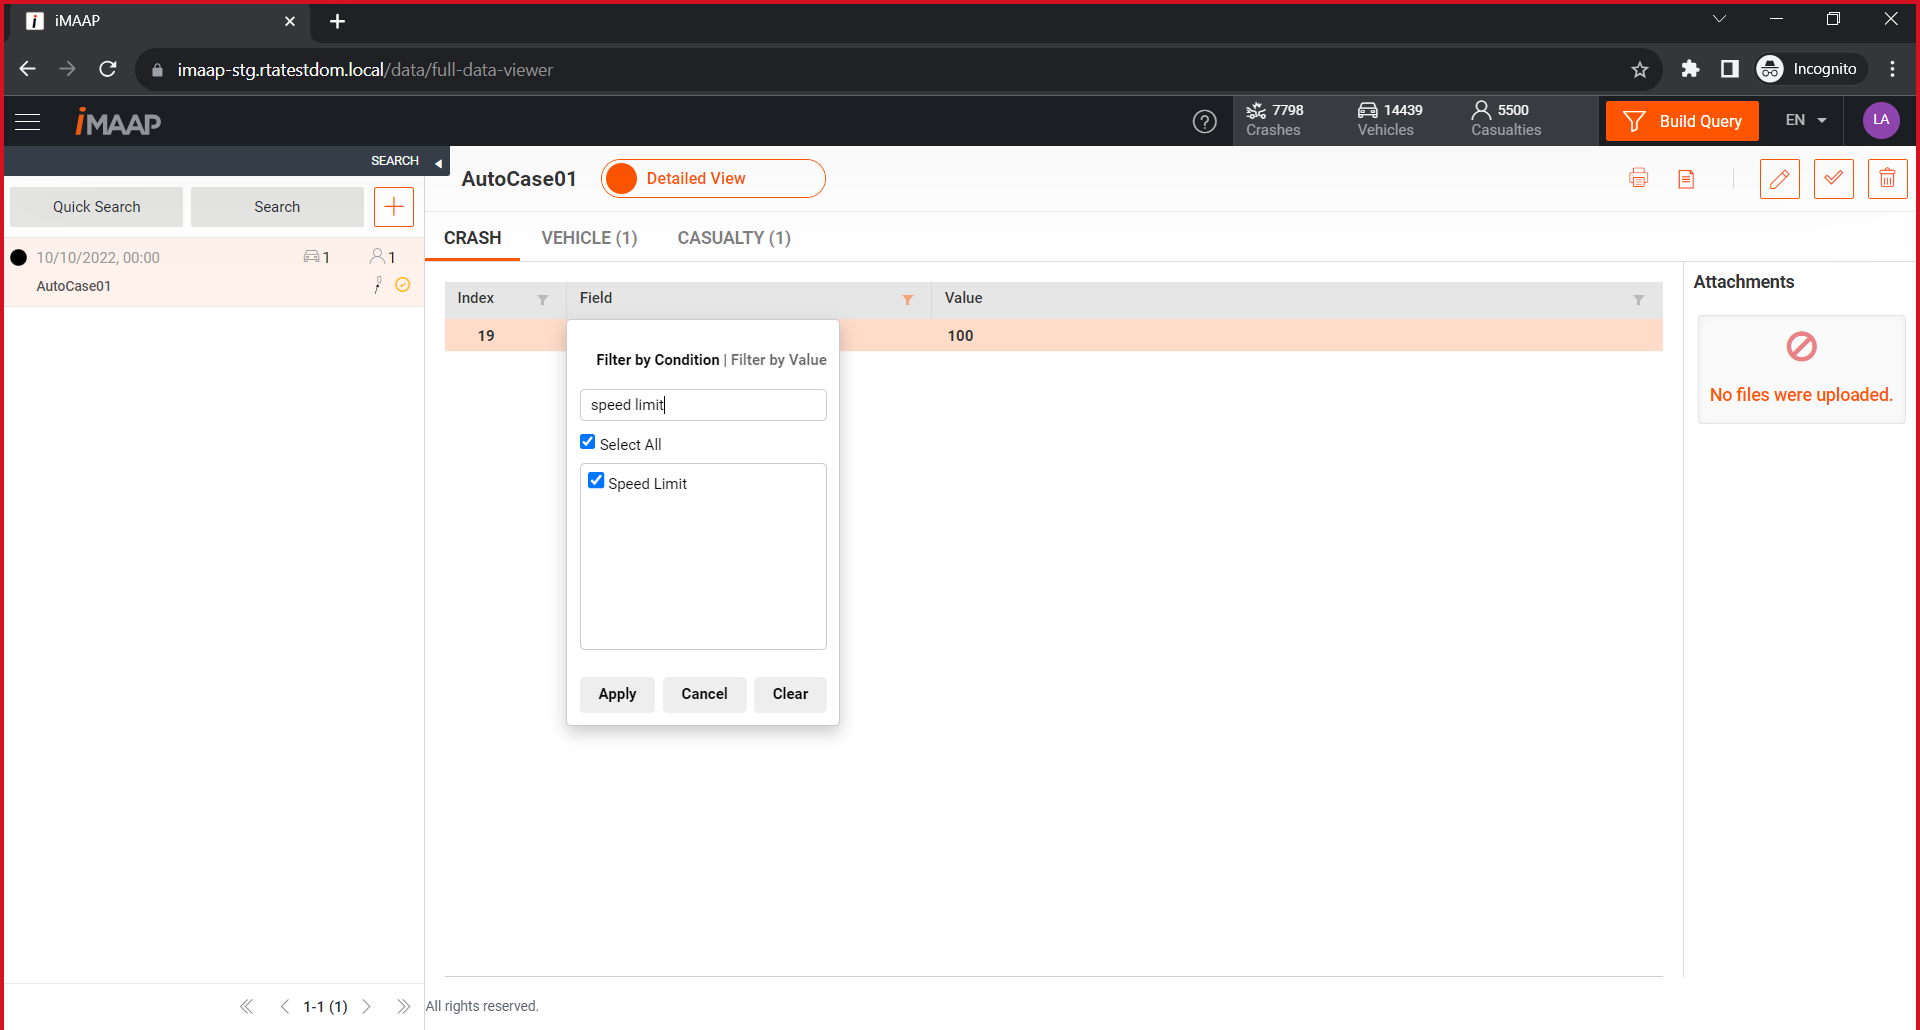 iMAAP
imaap-stg.rtatestdom.local/data/full-data-viewer
Incognito
iMAAP
7798
Crashes
14439
Vehicles
5500
Casualties
Build Query
EN
LA
SEARCH
AutoCase01
Detailed View
Quick Search
Search
CRASH
VEHICLE (1)
CASUALTY (1)
10/10/2022, 00:00
1
1
AutoCase01
Index
Field
Value
Attachments
19
100
Filter by Condition | Filter by Value
speed limit
Select All
Speed Limit
Apply
Cancel
Clear
No files were uploaded.
1-1 (1)
All rights reserved.